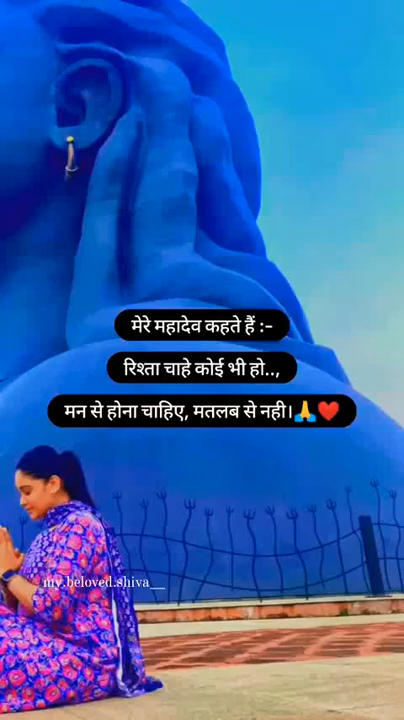 मेरे महादेव कहते हैं :-
रिश्ता चाहे कोई भी हो..,
मन से होना चाहिए, मतलब से नही।🙏❤️
my.beloved.shiva__